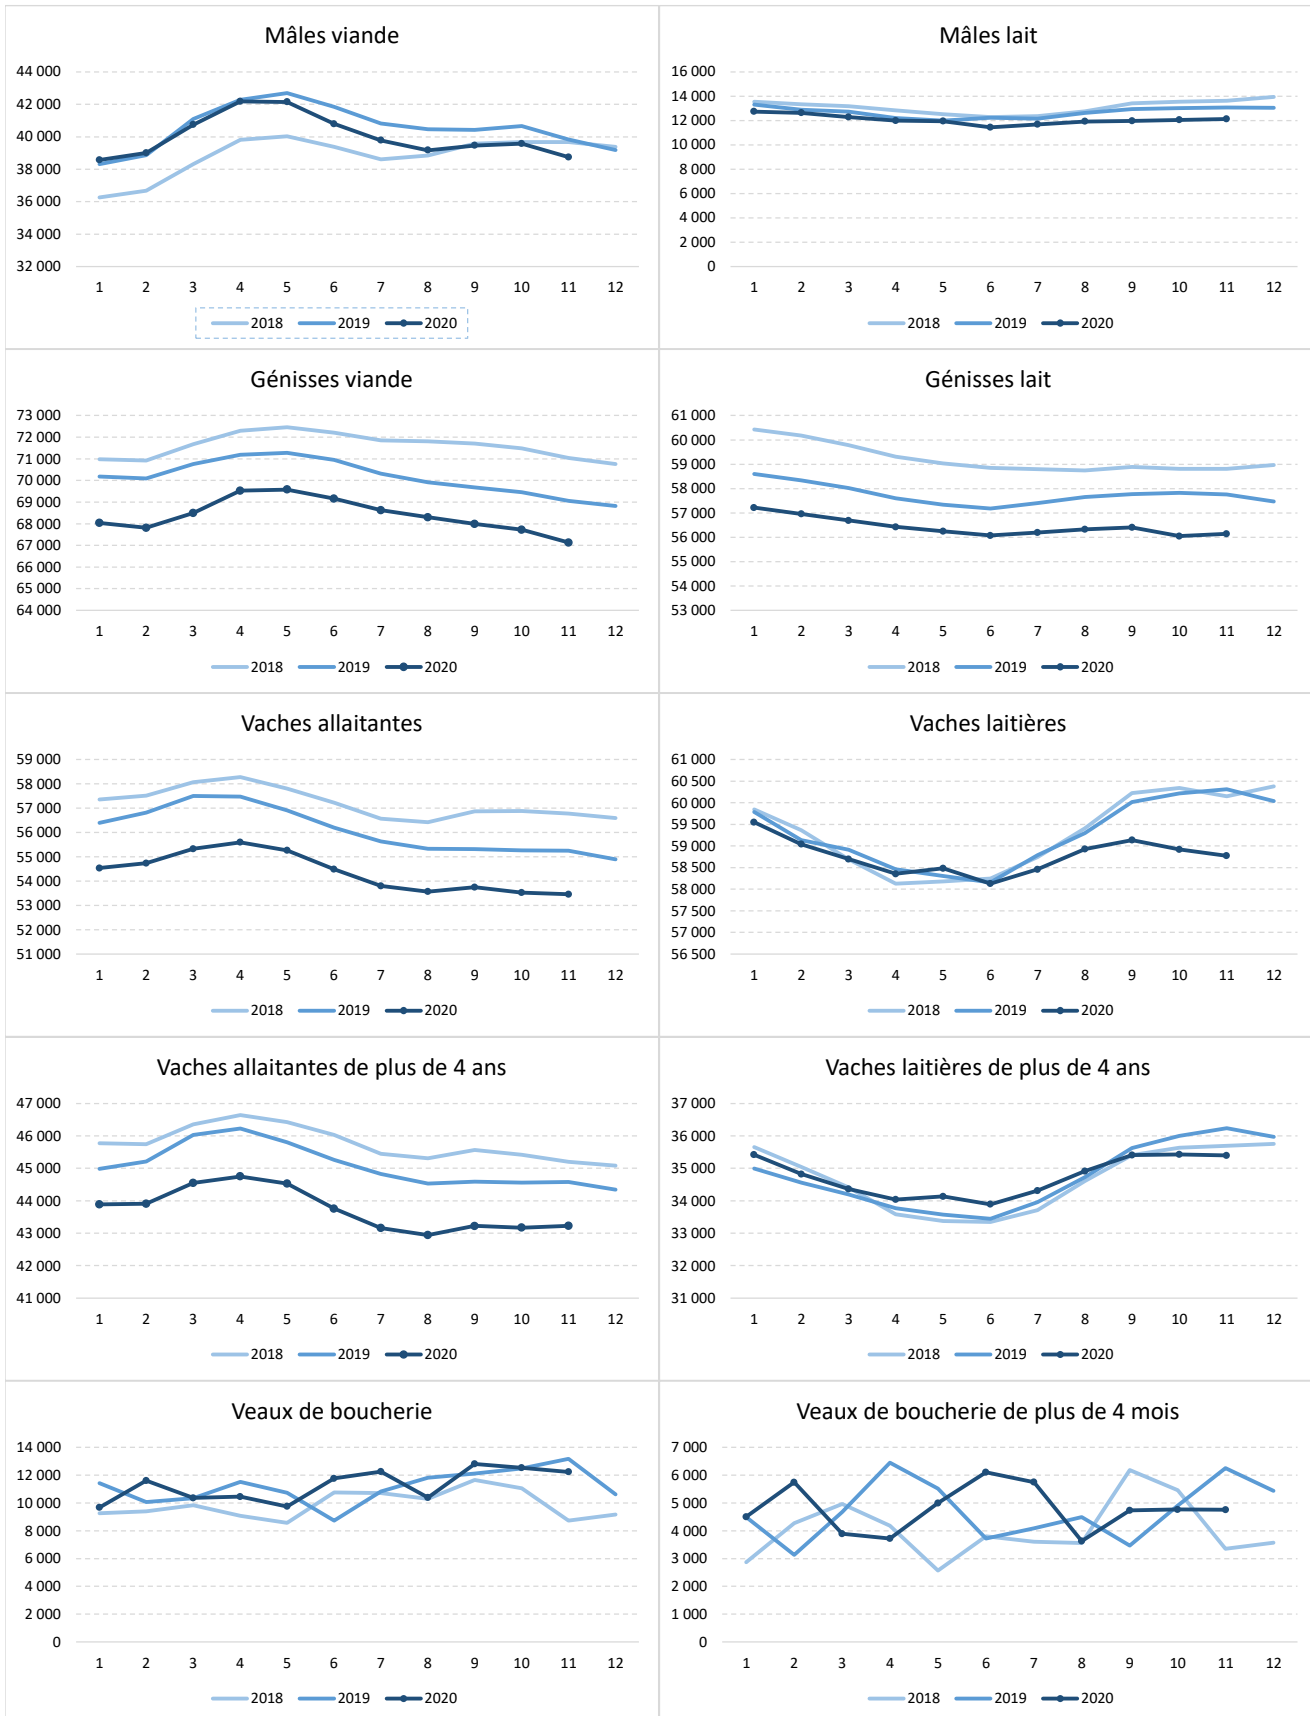 Mâles viande
44 000
42 000
40 000
38 000
36 000
34 000
32 000
1 2 3 4 5 6 7 8 9 10 11 12
2018 2019 2020
Mâles lait
16 000
14 000
12 000
10 000
8 000
6 000
4 000
2 000
0
1 2 3 4 5 6 7 8 9 10 11 12
2018 2019 2020
Génisses viande
73 000
72 000
71 000
70 000
69 000
68 000
67 000
66 000
65 000
64 000
1 2 3 4 5 6 7 8 9 10 11 12
2018 2019 2020
Génisses lait
61 000
60 000
59 000
58 000
57 000
56 000
55 000
54 000
53 000
1 2 3 4 5 6 7 8 9 10 11 12
2018 2019 2020
Vaches allaitantes
59 000
58 000
57 000
56 000
55 000
54 000
53 000
52 000
51 000
1 2 3 4 5 6 7 8 9 10 11 12
2018 2019 2020
Vaches laitières
61 000
60 500
60 000
59 500
59 000
58 500
58 000
57 500
57 000
56 500
1 2 3 4 5 6 7 8 9 10 11 12
2018 2019 2020
Vaches allaitantes de plus de 4 ans
47 000
46 000
45 000
44 000
43 000
42 000
41 000
1 2 3 4 5 6 7 8 9 10 11 12
2018 2019 2020
Vaches laitières de plus de 4 ans
37 000
36 000
35 000
34 000
33 000
32 000
31 000
1 2 3 4 5 6 7 8 9 10 11 12
2018 2019 2020
Veaux de boucherie
14 000
12 000
10 000
8 000
6 000
4 000
2 000
0
1 2 3 4 5 6 7 8 9 10 11 12
2018 2019 2020
Veaux de boucherie de plus de 4 mois
7 000
6 000
5 000
4 000
3 000
2 000
1 000
0
1 2 3 4 5 6 7 8 9 10 11 12
2018 2019 2020